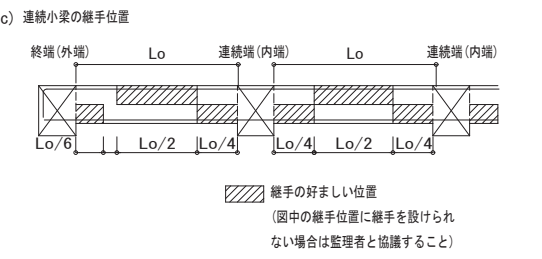 c) 連続小梁の継手位置
終端(外端) Lo 連続端(内端) Lo 連続端(内端)
Lo/6 Lo/2 Lo/4 Lo/4 Lo/2 Lo/4
継手の好ましい位置
(図中の継手位置に継手を設けられ
ない場合は監理者と協議すること)